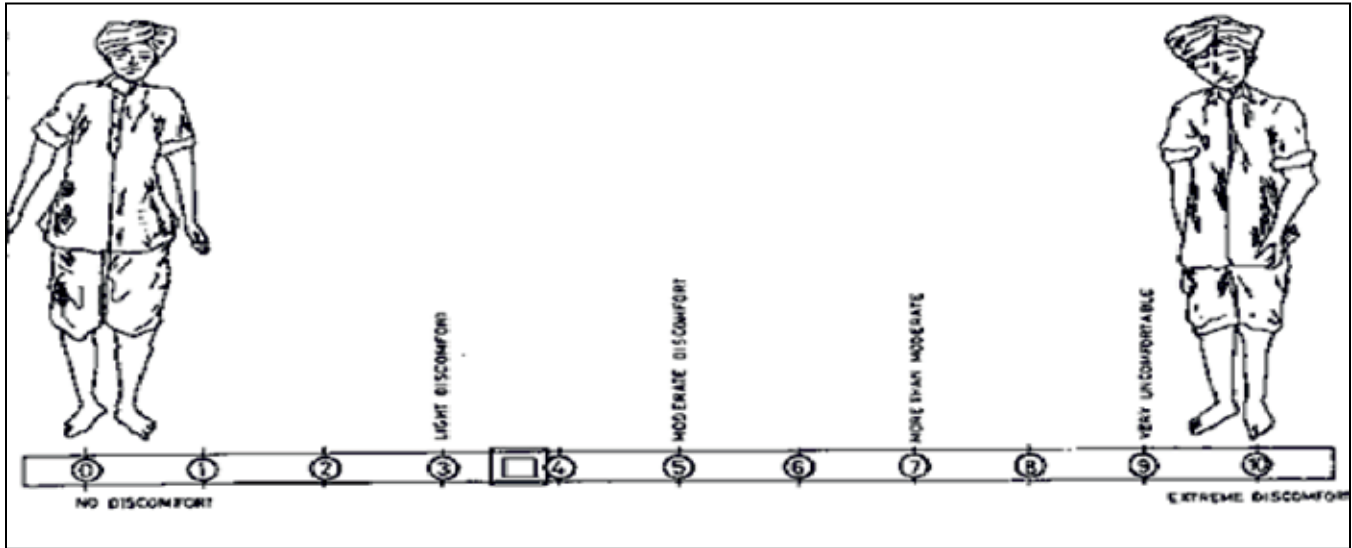 LIGHT DISCOMFORT
MODERATE DISCOMFORT
MORE THAN MODERATE
VERY UNCOMFORTABLE
0 1 2 3 4 5 6 7 8 9 10
NO DISCOMFORT
EXTREME DISCOMFORT